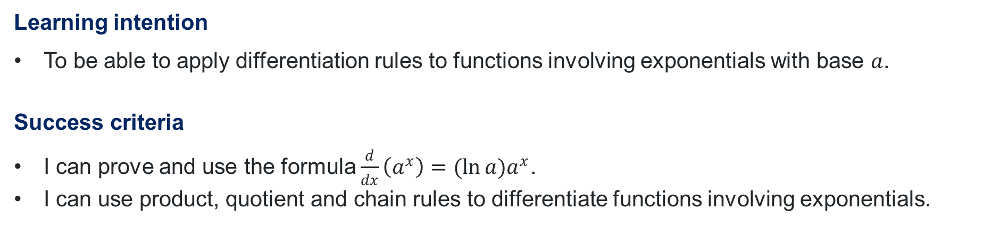 Learning intention
• To be able to apply differentiation rules to functions involving exponentials with base 𝑎.
Success criteria
• I can prove and use the formula \frac{d}{dx}(a^x) = (\ln a)a^x.
• I can use product, quotient and chain rules to differentiate functions involving exponentials.